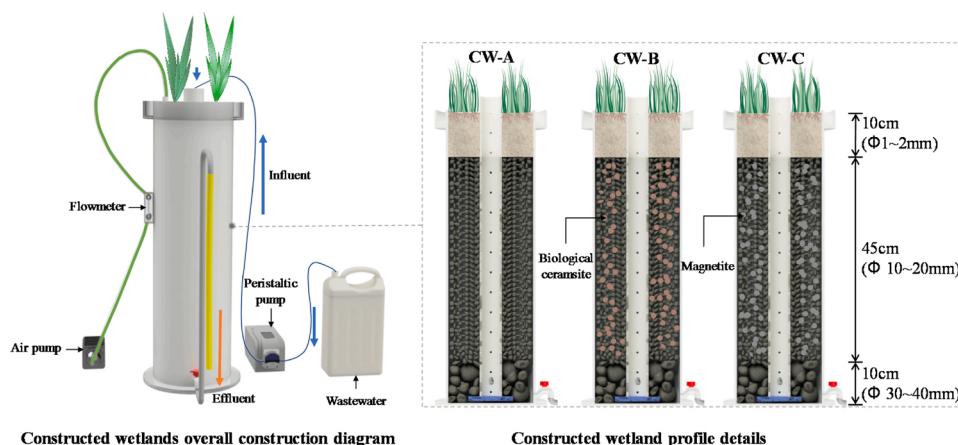 CW-A
CW-B
CW-C
10cm
(Φ1~2mm)
Influent
Flowmeter
Biological
ceramsite
Magnetite
45cm
(Φ 10~20mm)
Peristaltic
pump
Air pump
Effluent
Wastewater
10cm
(Φ 30~40mm)
Constructed wetlands overall construction diagram
Constructed wetland profile details